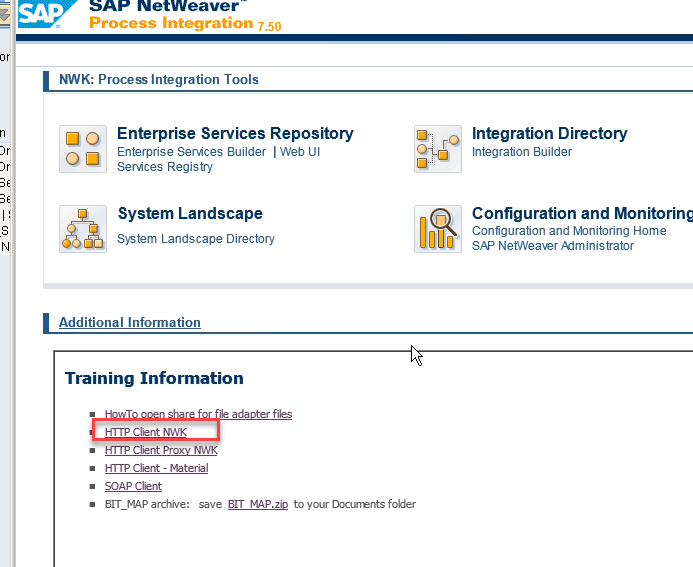 SAP
SAP NetWeaver™
Process Integration 7.50
NWK: Process Integration Tools
Enterprise Services Repository
Enterprise Services Builder | Web UI
Services Registry
Integration Directory
Integration Builder
System Landscape
System Landscape Directory
Configuration and Monitoring
Configuration and Monitoring Home
SAP NetWeaver Administrator
Additional Information
Training Information
HowTo open share for file adapter files
HTTP Client NWK
HTTP Client Proxy NWK
HTTP Client - Material
SOAP Client
BIT_MAP archive: save BIT_MAP.zip to your Documents folder